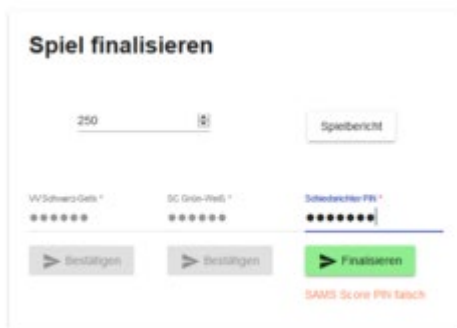 Spiel finalisieren
250
Spielbericht
VV Schwarz-Gelb *
SC Grün-Weiß *
Schiedsrichter PIN *
Bestätigen
Bestätigen
Finalisieren
SAMS Score PIN falsch